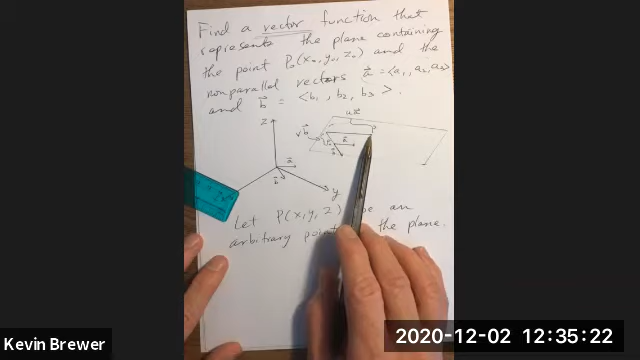 Find a vector function that
represents the plane containing
the point P₀(x₀, y₀, z₀) and the
nonparallel vectors a⃗ = <a₁, a₂, a₃>
and b⃗ = <b₁, b₂, b₃>.
z
a⃗
b⃗
y
b⃗
a⃗
Let P(x, y, z) be an
arbitrary point the plane.
Kevin Brewer
2020-12-02 12:35:22